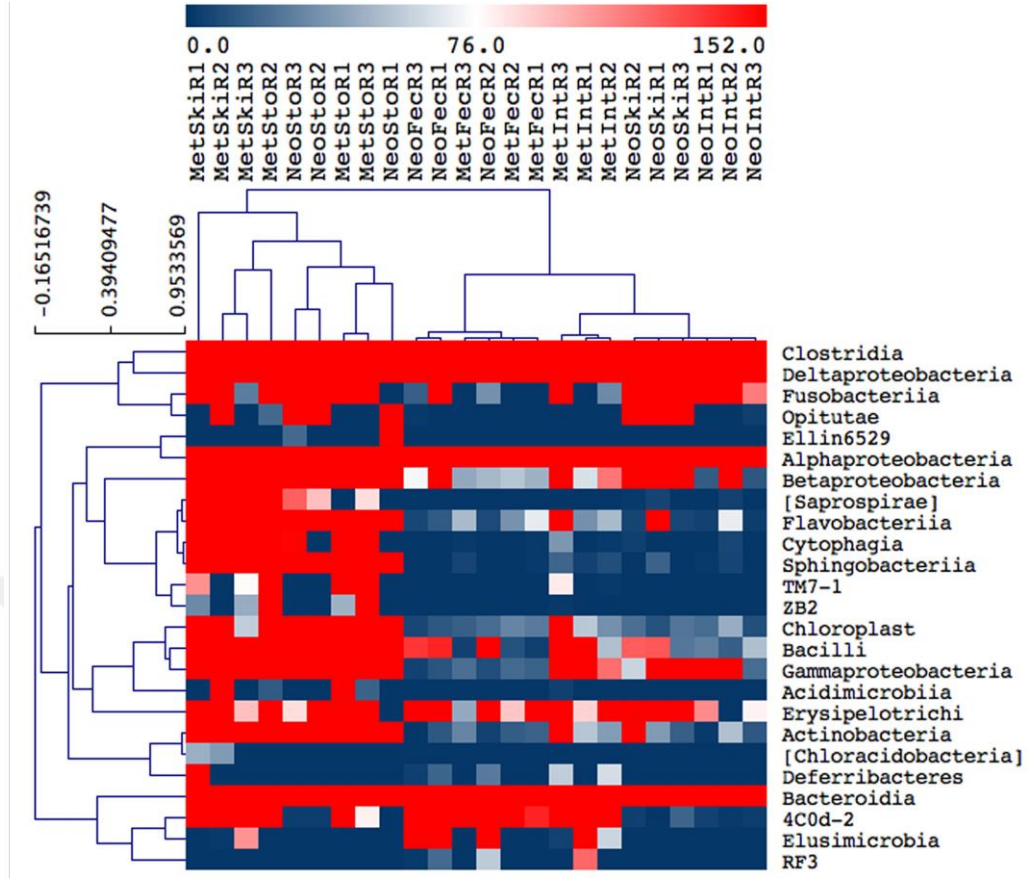 0.0 76.0 152.0
MetSkiR1
MetSkiR2
MetSkiR3
MetStoR2
NeoStoR3
NeoStoR2
MetStoR1
MetStoR3
NeoStoR1
NeoFecR3
NeoFecR1
MetFecR3
NeoFecR2
MetFecR2
MetFecR1
MetIntR3
MetIntR1
MetIntR2
NeoSkiR2
NeoSkiR1
NeoSkiR3
NeoIntR1
NeoIntR2
NeoIntR3
-0.16516739
0.39409477
0.9533569
Clostridia
Deltaproteobacteria
Fusobacteriia
Opitutae
Ellin6529
Alphaproteobacteria
Betaproteobacteria
[Saprospirae]
Flavobacteriia
Cytophagia
Sphingobacteriia
TM7-1
ZB2
Chloroplast
Bacilli
Gammaproteobacteria
Acidimicrobiia
Erysipelotrichi
Actinobacteria
[Chloracidobacteria]
Deferribacteres
Bacteroidia
4C0d-2
Elusimicrobia
RF3